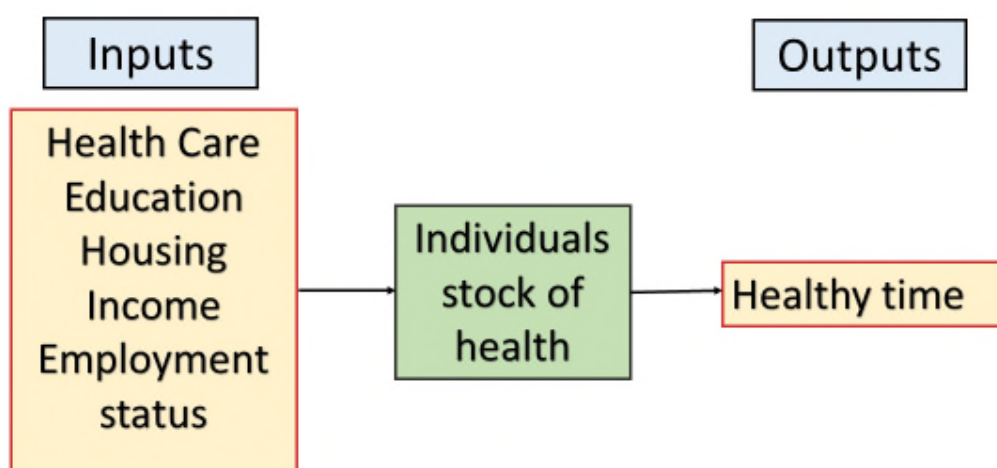 Inputs
Outputs
Health Care
Education
Housing
Income
Employment
status
Individuals
stock of
health
Healthy time